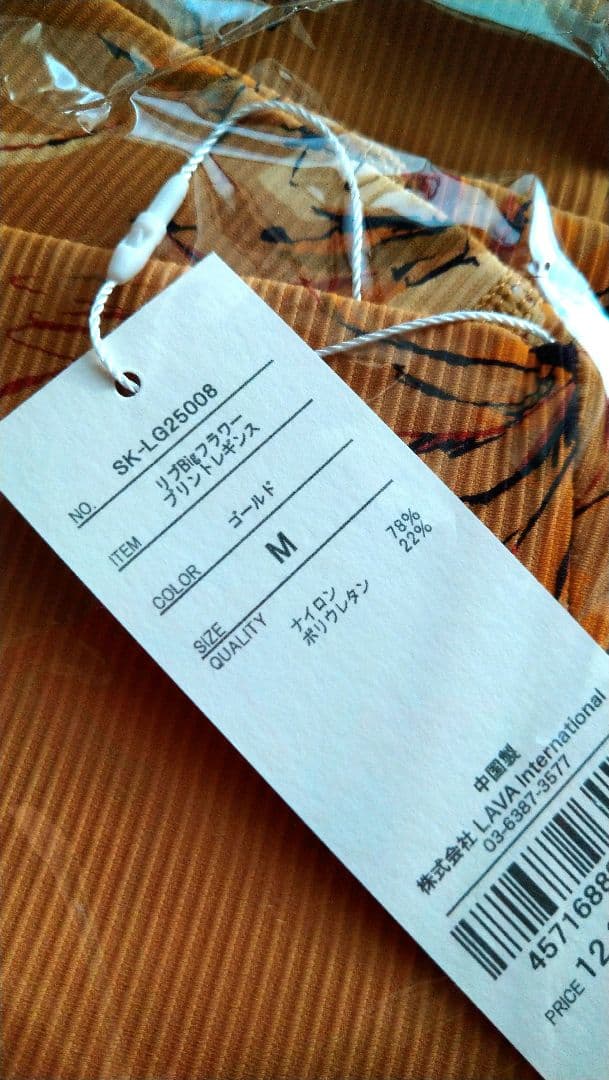 NO. SK-LG25008
ITEM リブBigフラワー
プリントレギンス
COLOR ゴールド
SIZE M
QUALITY ナイロン 78%
ポリウレタン 22%
中国製
株式会社 LAVA International
03-6387-3577
4571688
PRICE 12